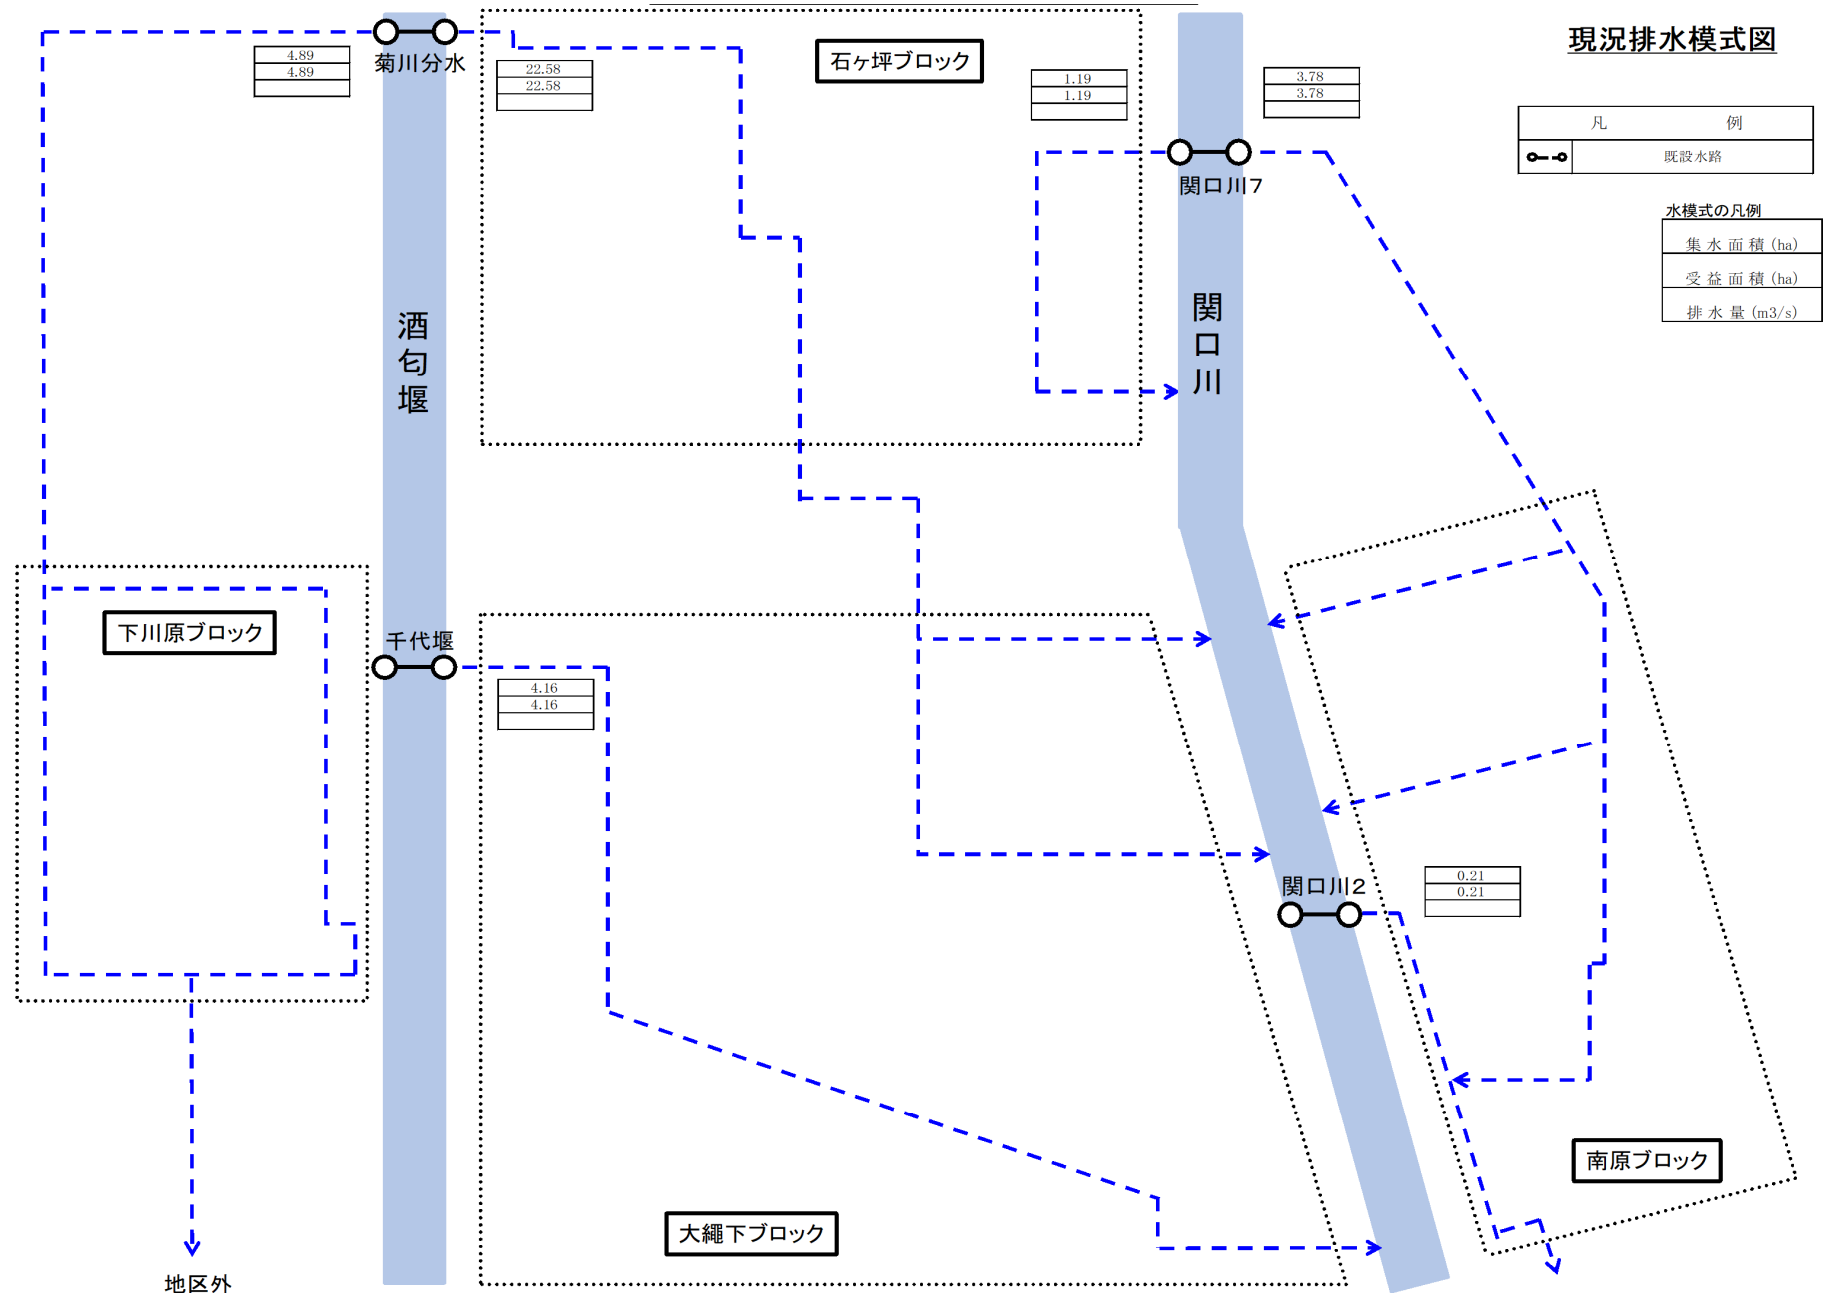 現況排水模式図
凡 例
既設水路
水模式の凡例
集水面積(ha)
受益面積(ha)
排水量(m3/s)
菊川分水
4.89
4.89
22.58
22.58
石ヶ坪ブロック
1.19
1.19
3.78
3.78
関口川7
酒匂堰
関口川
下川原ブロック
千代堰
4.16
4.16
関口川2
0.21
0.21
南原ブロック
大繩下ブロック
地区外